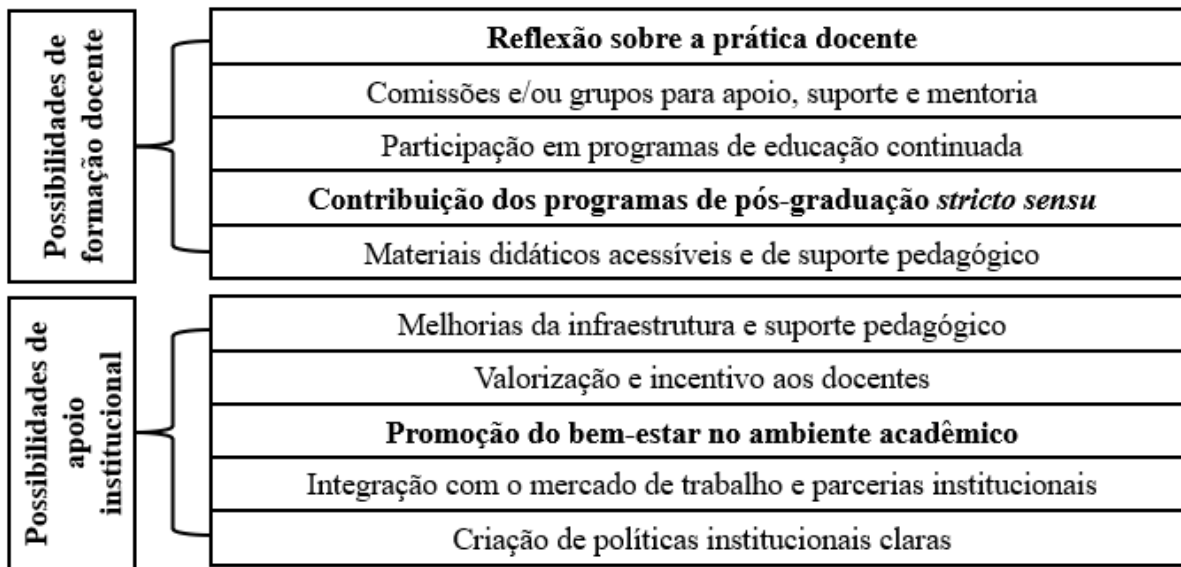 Possibilidades de
formação docente
Reflexão sobre a prática docente
Comissões e/ou grupos para apoio, suporte e mentoria
Participação em programas de educação continuada
Contribuição dos programas de pós-graduação stricto sensu
Materiais didáticos acessíveis e de suporte pedagógico
Possibilidades de
apoio
institucional
Melhorias da infraestrutura e suporte pedagógico
Valorização e incentivo aos docentes
Promoção do bem-estar no ambiente acadêmico
Integração com o mercado de trabalho e parcerias institucionais
Criação de políticas institucionais claras